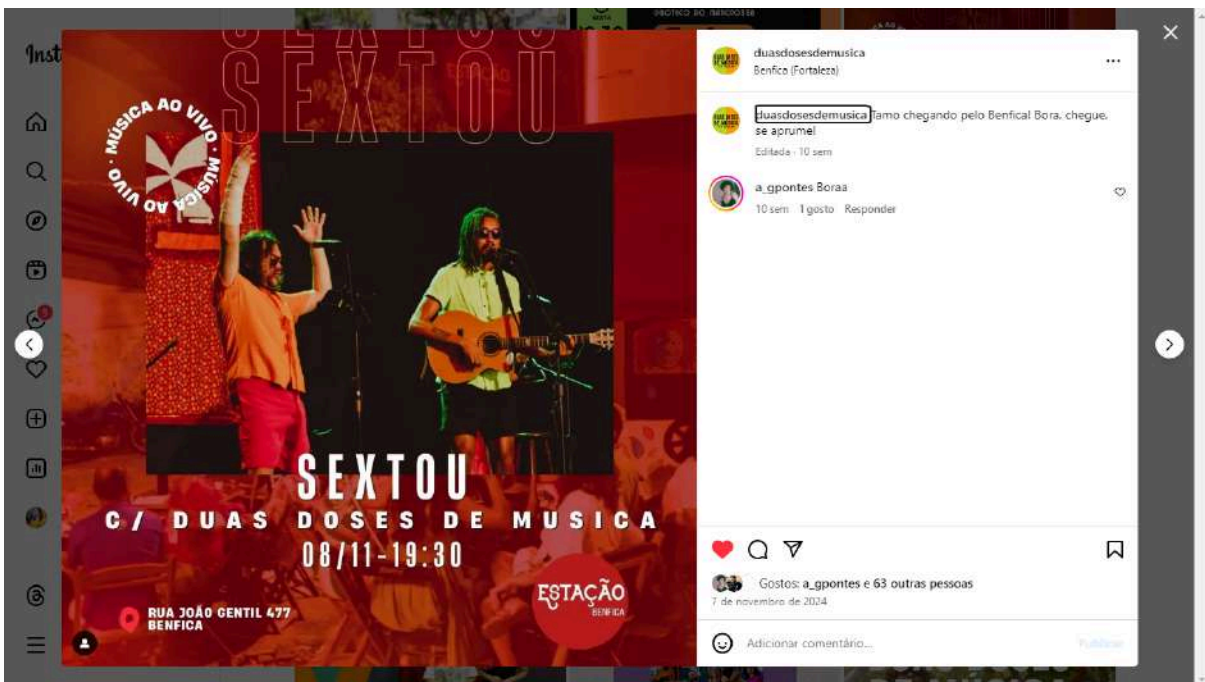 Inst
SEXTOU
SEXTOU
MÚSICA AO VIVO · MÚSICA AO VIVO ·
SEXTOU
C/ DUAS DOSES DE MUSICA
08/11-19:30
RUA JOÃO GENTIL 477
BENFICA
ESTAÇÃO
BENFICA
duasdosesdemusica
Benfica (Fortaleza)
duasdosesdemusica Tamo chegando pelo Benfica! Bora, chegue,
se aprume!
Editada · 10 sem
a_gpontes Boraa
10 sem 1 gosto Responder
Gostos: a_gpontes e 63 outras pessoas
7 de novembro de 2024
Adicionar comentário...
Publicar